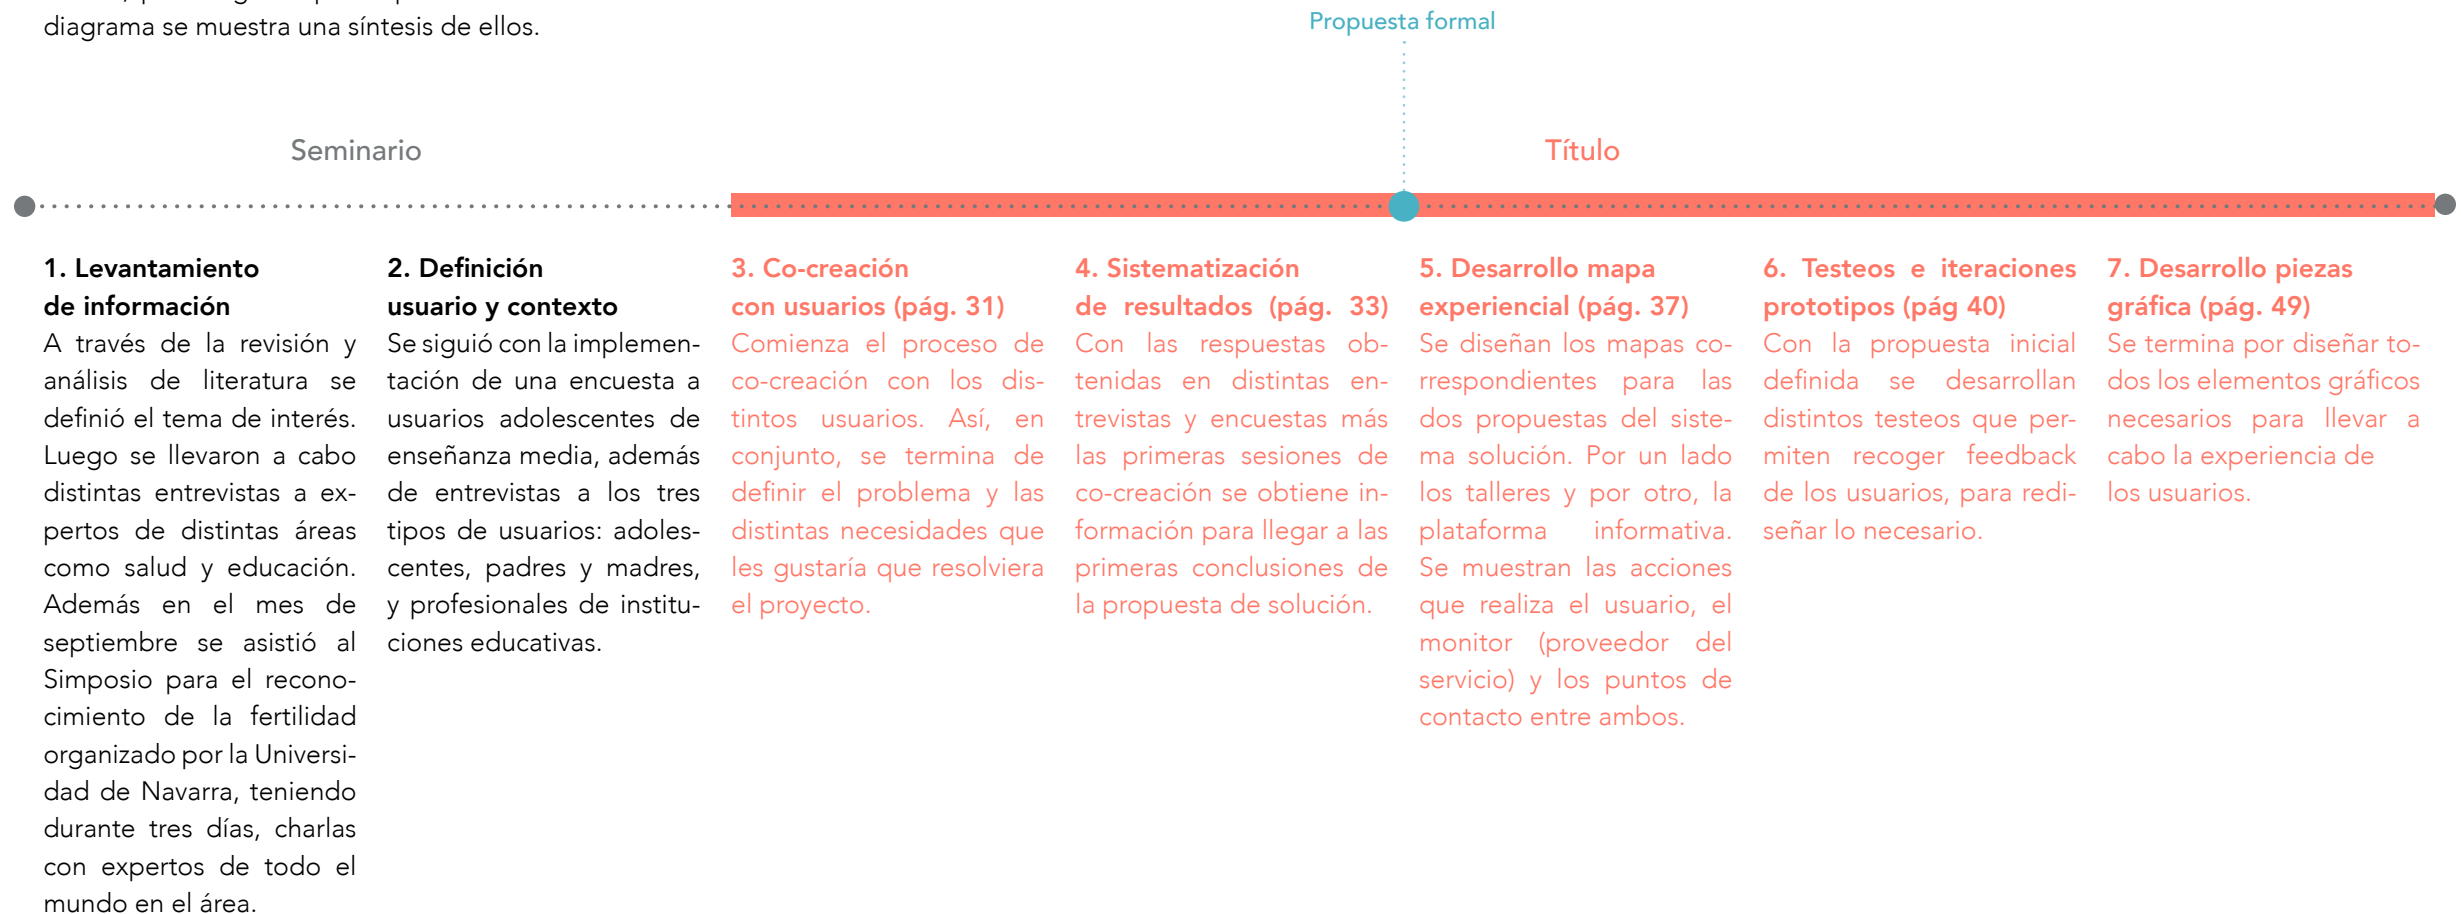 diagrama se muestra una síntesis de ellos.
Propuesta formal
Seminario
Título
1. Levantamiento
de información
A través de la revisión y
análisis de literatura se
definió el tema de interés.
Luego se llevaron a cabo
distintas entrevistas a ex-
pertos de distintas áreas
como salud y educación.
Además en el mes de
septiembre se asistió al
Simposio para el recono-
cimiento de la fertilidad
organizado por la Universi-
dad de Navarra, teniendo
durante tres días, charlas
con expertos de todo el
mundo en el área.
2. Definición
usuario y contexto
Se siguió con la implemen-
tación de una encuesta a
usuarios adolescentes de
enseñanza media, además
de entrevistas a los tres
tipos de usuarios: adoles-
centes, padres y madres,
y profesionales de institu-
ciones educativas.
3. Co-creación
con usuarios (pág. 31)
Comienza el proceso de
co-creación con los dis-
tintos usuarios. Así, en
conjunto, se termina de
definir el problema y las
distintas necesidades que
les gustaría que resolviera
el proyecto.
4. Sistematización
de resultados (pág. 33)
Con las respuestas ob-
tenidas en distintas en-
trevistas y encuestas más
las primeras sesiones de
co-creación se obtiene in-
formación para llegar a las
primeras conclusiones de
la propuesta de solución.
5. Desarrollo mapa
experiencial (pág. 37)
Se diseñan los mapas co-
rrespondientes para las
dos propuestas del siste-
ma solución. Por un lado
los talleres y por otro, la
plataforma informativa.
Se muestran las acciones
que realiza el usuario, el
monitor (proveedor del
servicio) y los puntos de
contacto entre ambos.
6. Testeos e iteraciones
prototipos (pág 40)
Con la propuesta inicial
definida se desarrollan
distintos testeos que per-
miten recoger feedback
de los usuarios, para redi-
señar lo necesario.
7. Desarrollo piezas
gráfica (pág. 49)
Se termina por diseñar to-
dos los elementos gráficos
necesarios para llevar a
cabo la experiencia de
los usuarios.